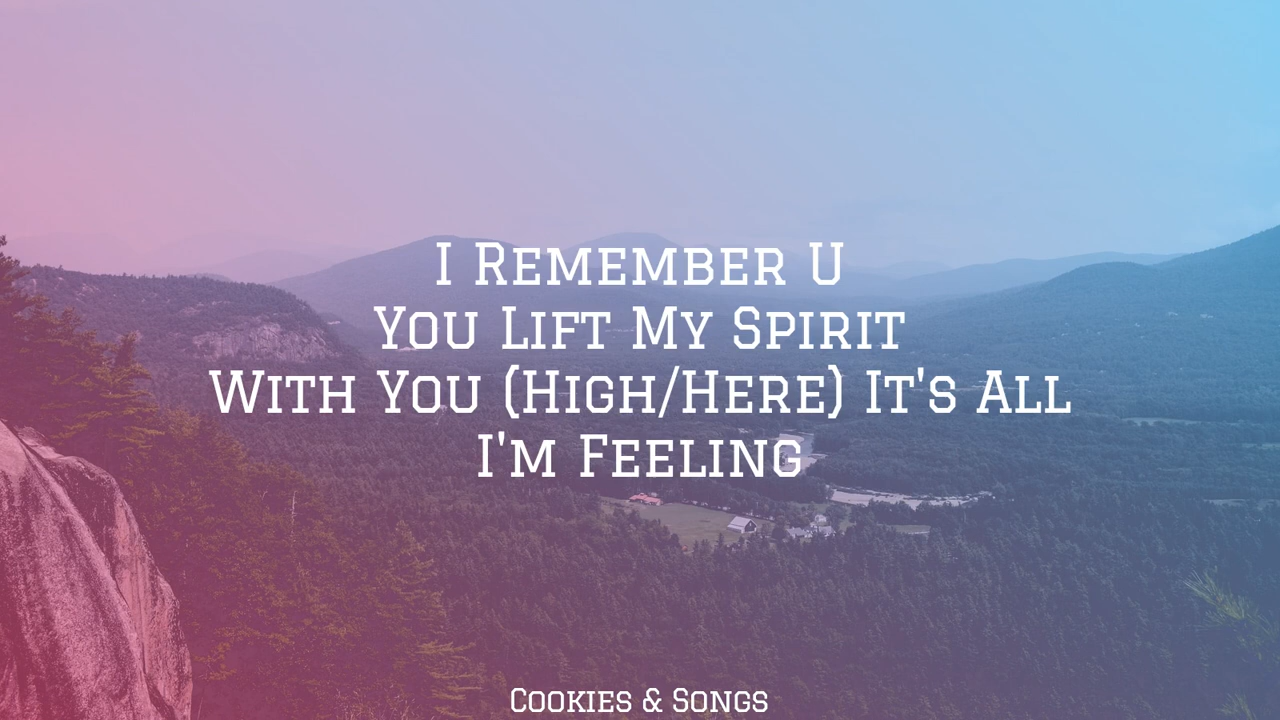 I Remember U
You Lift My Spirit
With You (High/Here) It's All
I'm Feeling
Cookies & Songs